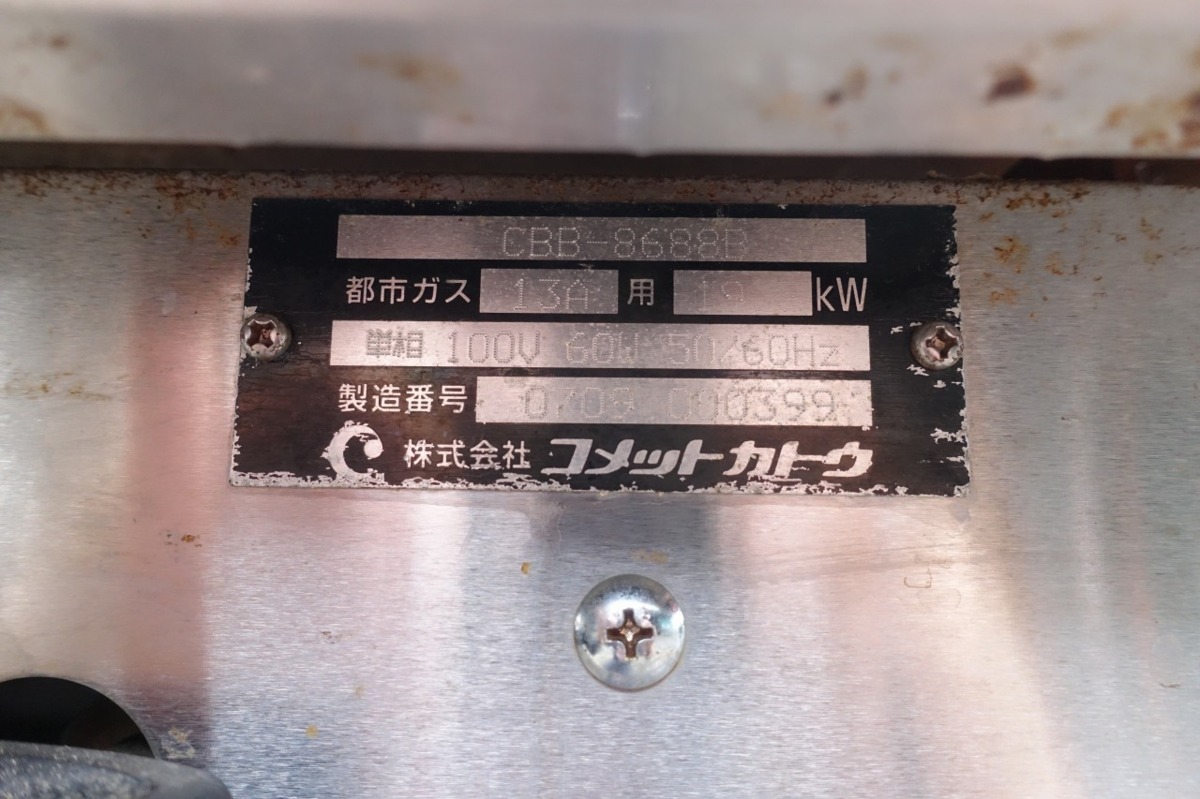 CBB-8688B
都市ガス 13A 用 19 kW
単相 100V 60W 50/60Hz
製造番号 0709 000399
株式会社 コメットカトウ